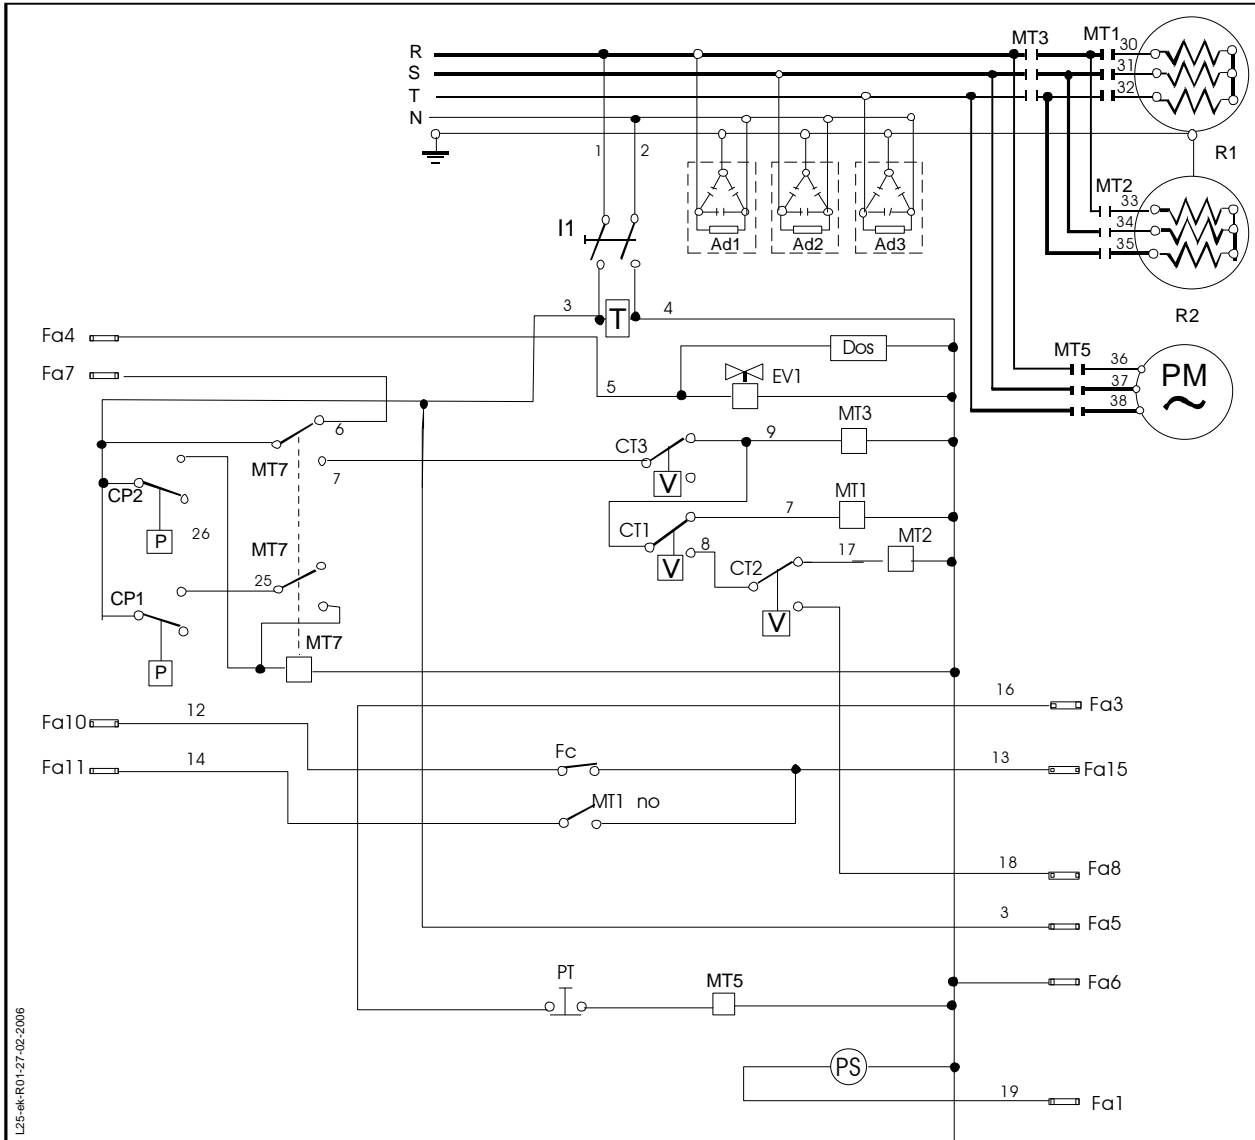 MT3 MT1 30
R
31
S
32
T
N
1 2
R1
MT2 33
34
35
I1
Ad1 Ad2 Ad3
3 T 4
R2
Fa4
Dos
MT5 36
Fa7
5
EV1
37
PM
38
6
MT3
9
CT3
MT7
7
V
CP2
MT1
7
26
P
CT1
MT2
MT7
8
17
V
CT2
25
CP1
V
MT7
P
16
Fa3
12
Fa10
Fc
13
Fa15
14
Fa11
MT1 no
18
Fa8
3
Fa5
PT
MT5
Fa6
PS
19
Fa1
L25-ek-R01-27-02-2006